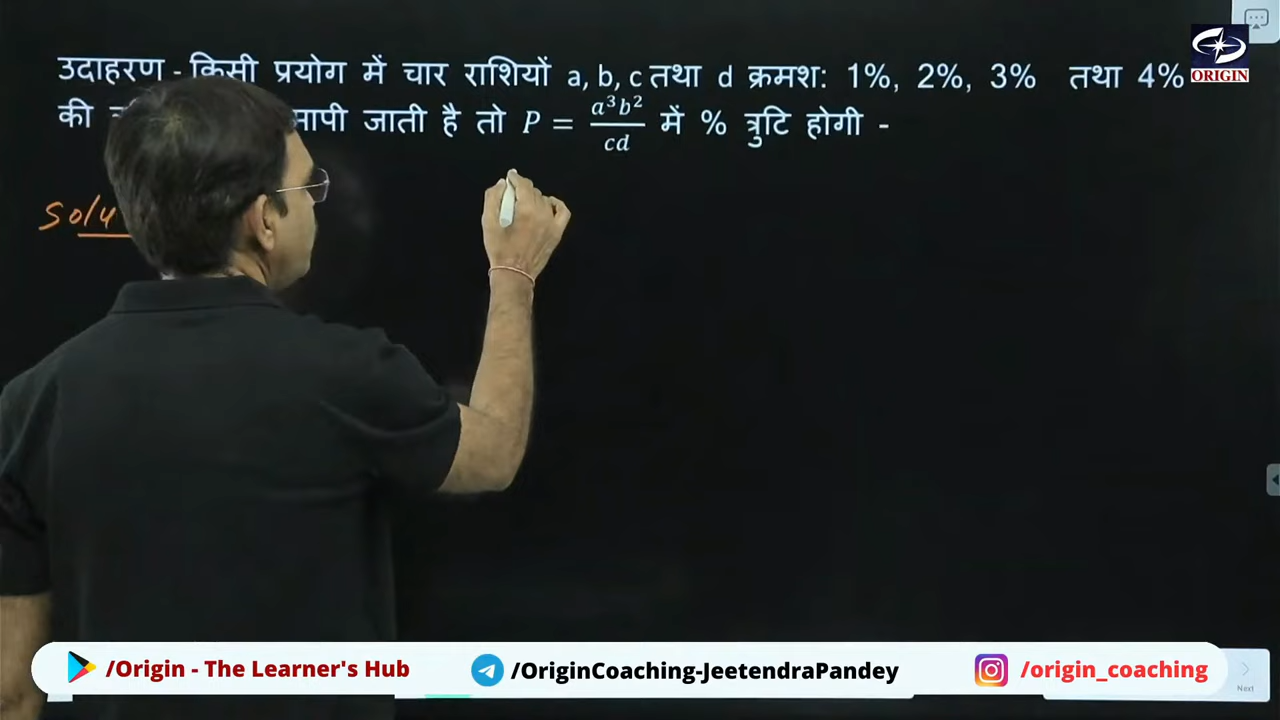 उदाहरण - किसी प्रयोग में चार राशियों a, b, c तथा d क्रमश: 1%, 2%, 3% तथा 4%
की मापी जाती है तो P = a³b²/cd में % त्रुटि होगी -
ORIGIN
Solu
/Origin - The Learner's Hub
/OriginCoaching-JeetendraPandey
/origin_coaching
Next